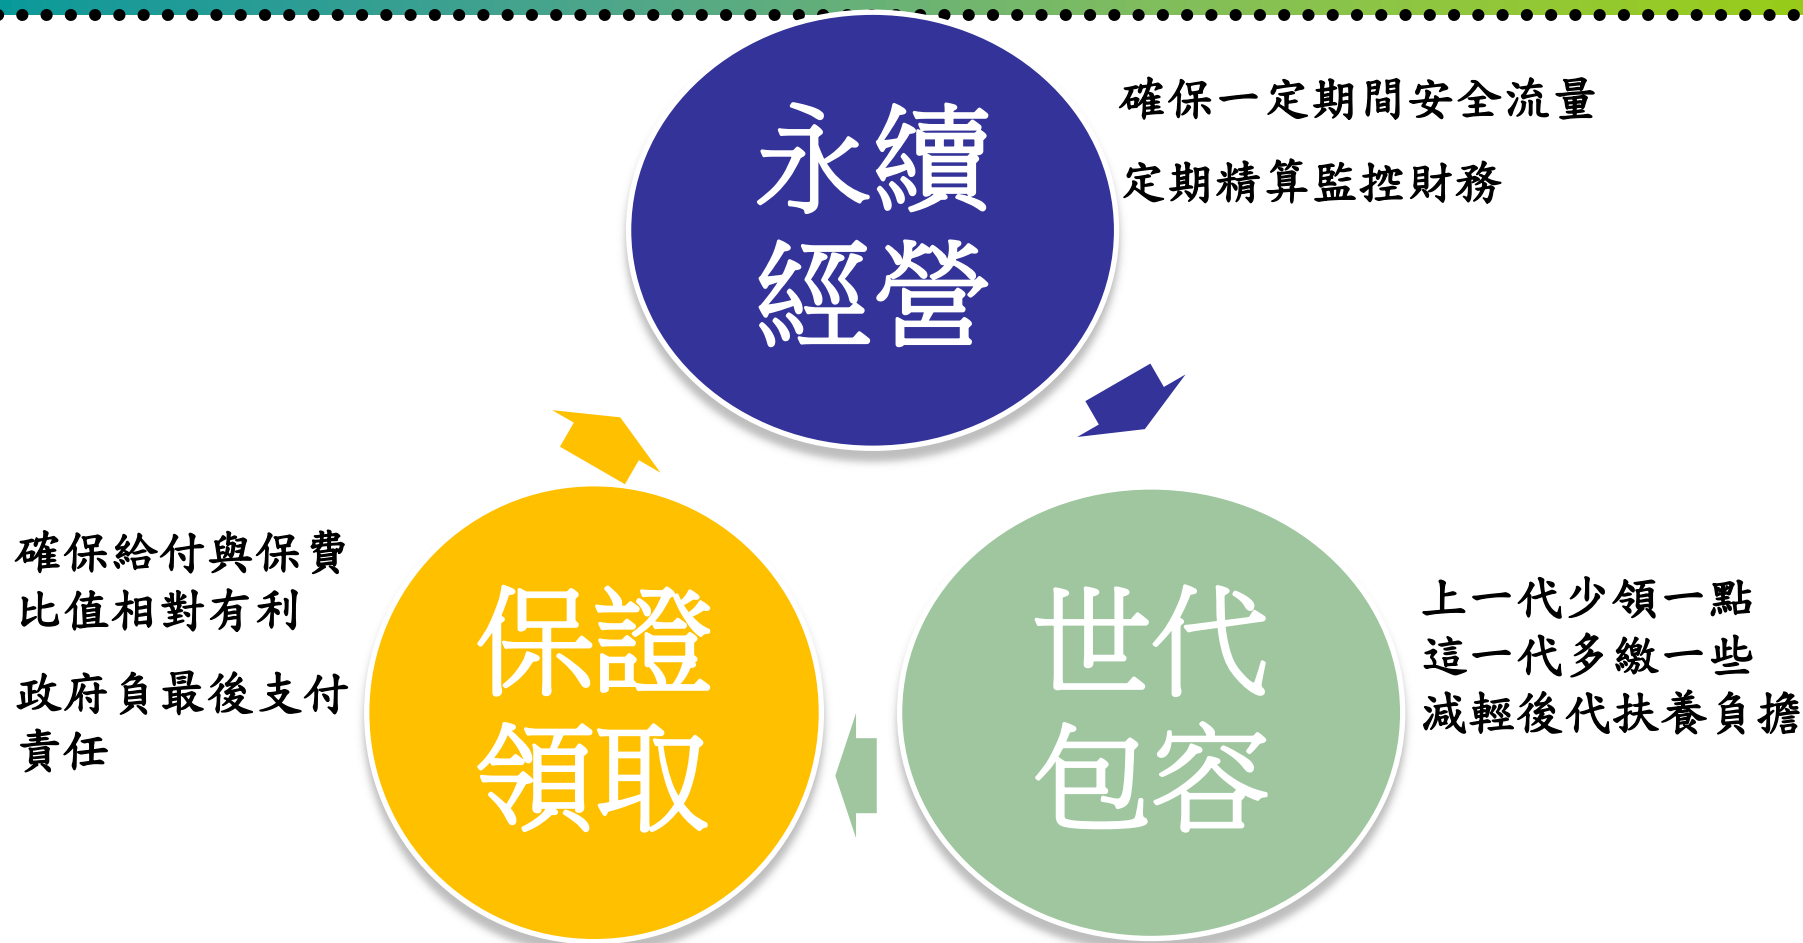 永續
經營
確保一定期間安全流量
定期精算監控財務
世代
包容
上一代少領一點
這一代多繳一些
減輕後代扶養負擔
保證
領取
確保給付與保費
比值相對有利
政府負最後支付
責任